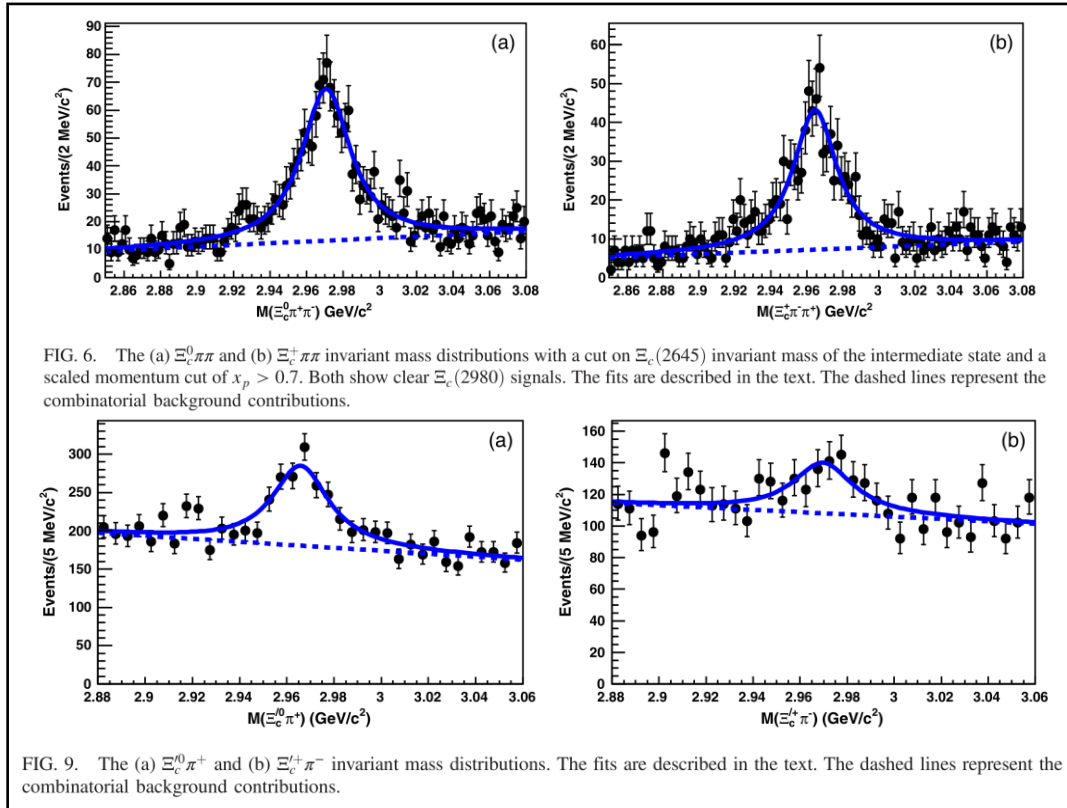 (a)
Events/(2 MeV/c²)
90
80
70
60
50
40
30
20
10
0
2.86 2.88 2.9 2.92 2.94 2.96 2.98 3 3.02 3.04 3.06 3.08
M(Ξc⁰π⁺π⁻) GeV/c²
(b)
Events/(2 MeV/c²)
60
50
40
30
20
10
0
2.86 2.88 2.9 2.92 2.94 2.96 2.98 3 3.02 3.04 3.06 3.08
M(Ξc⁺π⁻π⁺) GeV/c²
FIG. 6. The (a) Ξc⁰ππ and (b) Ξc⁺ππ invariant mass distributions with a cut on Ξc(2645) invariant mass of the intermediate state and a
scaled momentum cut of xp > 0.7. Both show clear Ξc(2980) signals. The fits are described in the text. The dashed lines represent the
combinatorial background contributions.
(a)
Events/(5 MeV/c²)
300
250
200
150
100
50
0
2.88 2.9 2.92 2.94 2.96 2.98 3 3.02 3.04 3.06
M(Ξc′⁰π⁺) (GeV/c²)
(b)
Events/(5 MeV/c²)
160
140
120
100
80
60
40
20
0
2.88 2.9 2.92 2.94 2.96 2.98 3 3.02 3.04 3.06
M(Ξc′⁺π⁻) (GeV/c²)
FIG. 9. The (a) Ξc′⁰π⁺ and (b) Ξc′⁺π⁻ invariant mass distributions. The fits are described in the text. The dashed lines represent the
combinatorial background contributions.